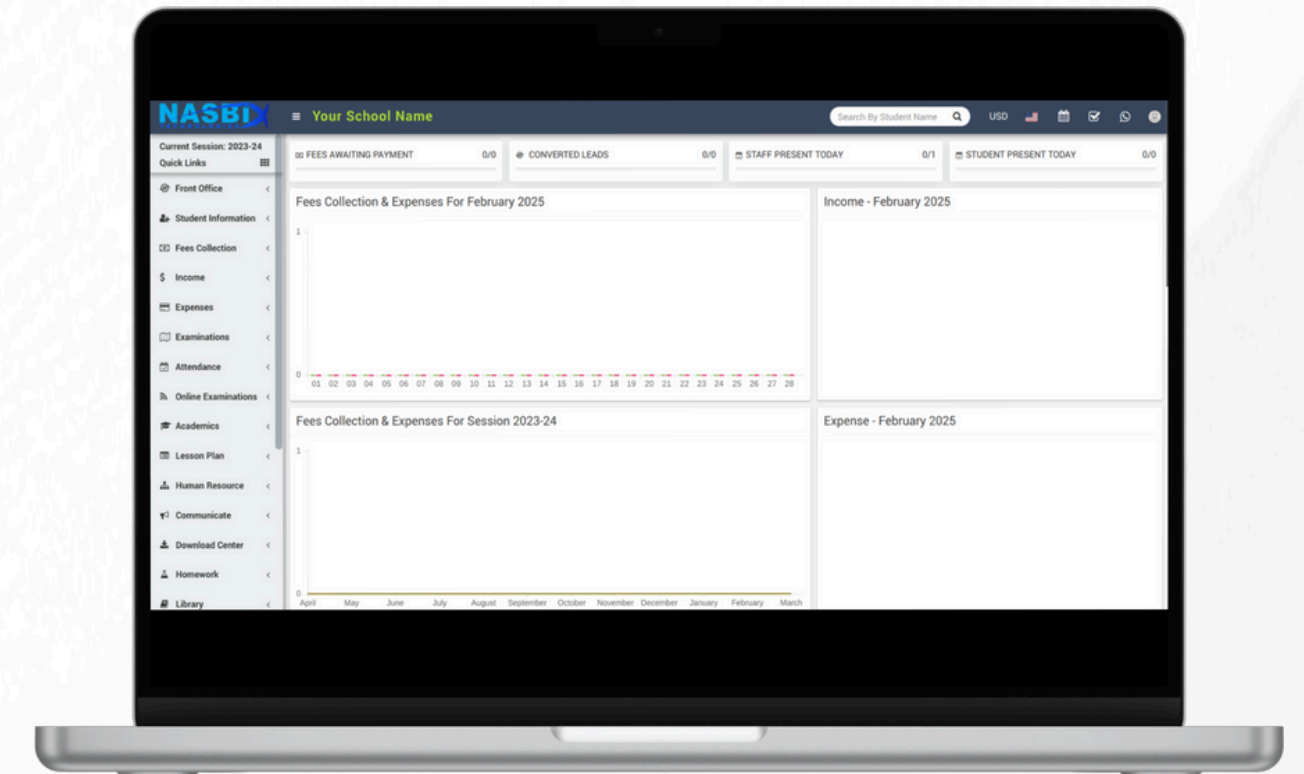 NASBI
Your School Name
Search By Student Name
USD
Current Session: 2023-24
Quick Links
Front Office
Student Information
Fees Collection
Income
Expenses
Examinations
Attendance
Online Examinations
Academics
Lesson Plan
Human Resource
Communicate
Download Center
Homework
Library
FEES AWAITING PAYMENT 0/0
CONVERTED LEADS 0/0
STAFF PRESENT TODAY 0/1
STUDENT PRESENT TODAY 0/0
Fees Collection & Expenses For February 2025
1
0
01 02 03 04 05 06 07 08 09 10 11 12 13 14 15 16 17 18 19 20 21 22 23 24 25 26 27 28
Income - February 2025
Fees Collection & Expenses For Session 2023-24
1
0
April May June July August September October November December January February March
Expense - February 2025